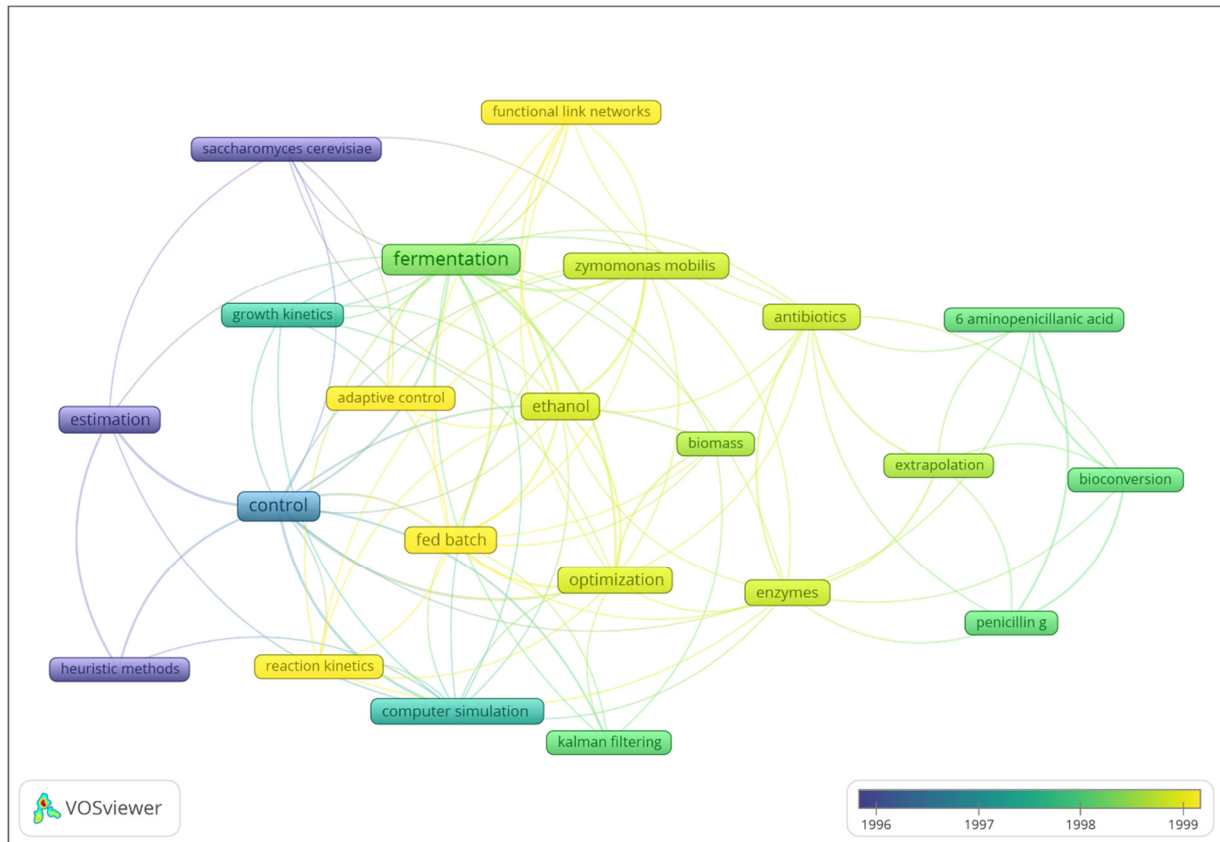 functional link networks
saccharomyces cerevisiae
fermentation
zymomonas mobilis
growth kinetics
antibiotics
6 aminopenicillanic acid
adaptive control
ethanol
estimation
biomass
extrapolation
bioconversion
control
fed batch
optimization
enzymes
penicillin g
heuristic methods
reaction kinetics
computer simulation
kalman filtering
VOSviewer
1996 1997 1998 1999